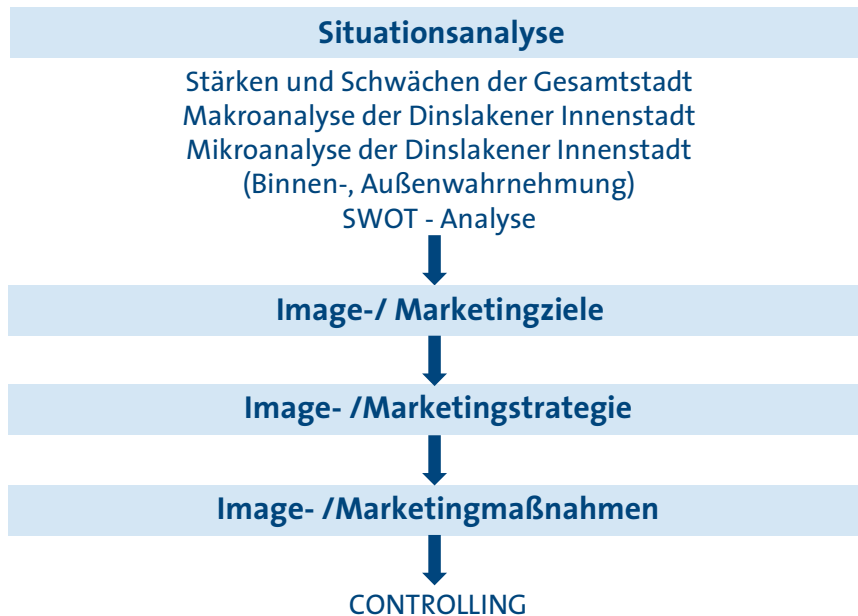 Situationsanalyse
Stärken und Schwächen der Gesamtstadt
Makroanalyse der Dinslakener Innenstadt
Mikroanalyse der Dinslakener Innenstadt
(Binnen-, Außenwahrnehmung)
SWOT - Analyse
Image-/ Marketingziele
Image- /Marketingstrategie
Image- /Marketingmaßnahmen
CONTROLLING